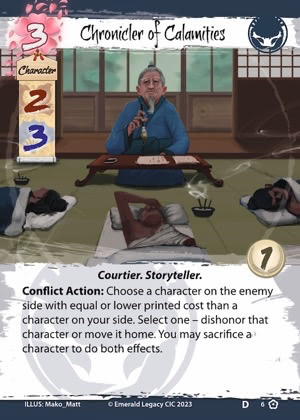 3
Chronicler of Calamities
Character
2
3
1
Courtier. Storyteller.
Conflict Action: Choose a character on the enemy
side with equal or lower printed cost than a
character on your side. Select one – dishonor that
character or move it home. You may sacrifice a
character to do both effects.
ILLUS: Mako_Matt
© Emerald Legacy CIC 2023
D
6